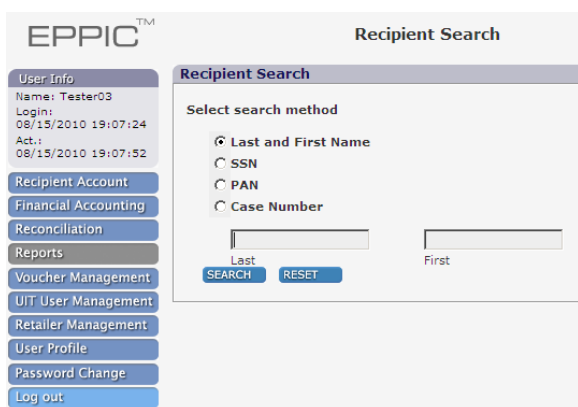 EPPIC™
Recipient Search
User Info
Name: Tester03
Login:
08/15/2010 19:07:24
Act.:
08/15/2010 19:07:52
Recipient Account
Financial Accounting
Reconciliation
Reports
Voucher Management
UIT User Management
Retailer Management
User Profile
Password Change
Log out
Recipient Search
Select search method
Last and First Name
SSN
PAN
Case Number
Last First
SEARCH RESET